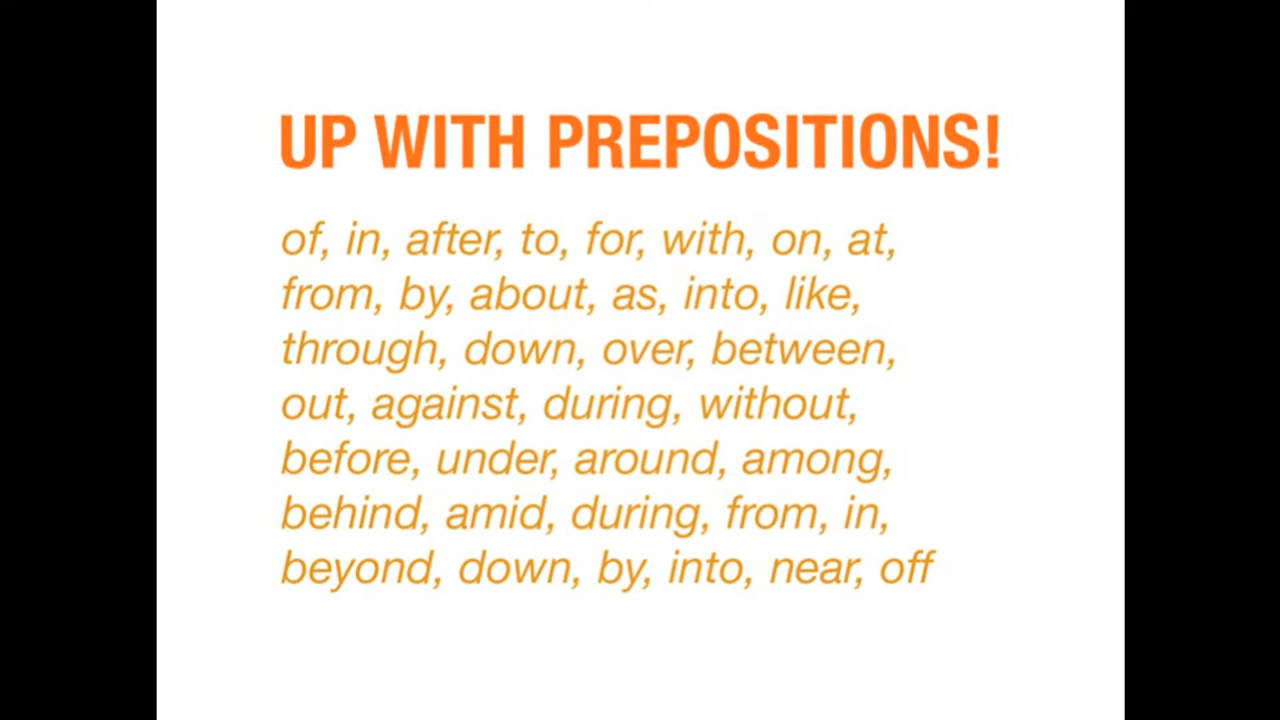 UP WITH PREPOSITIONS!
of, in, after, to, for, with, on, at,
from, by, about, as, into, like,
through, down, over, between,
out, against, during, without,
before, under, around, among,
behind, amid, during, from, in,
beyond, down, by, into, near, off